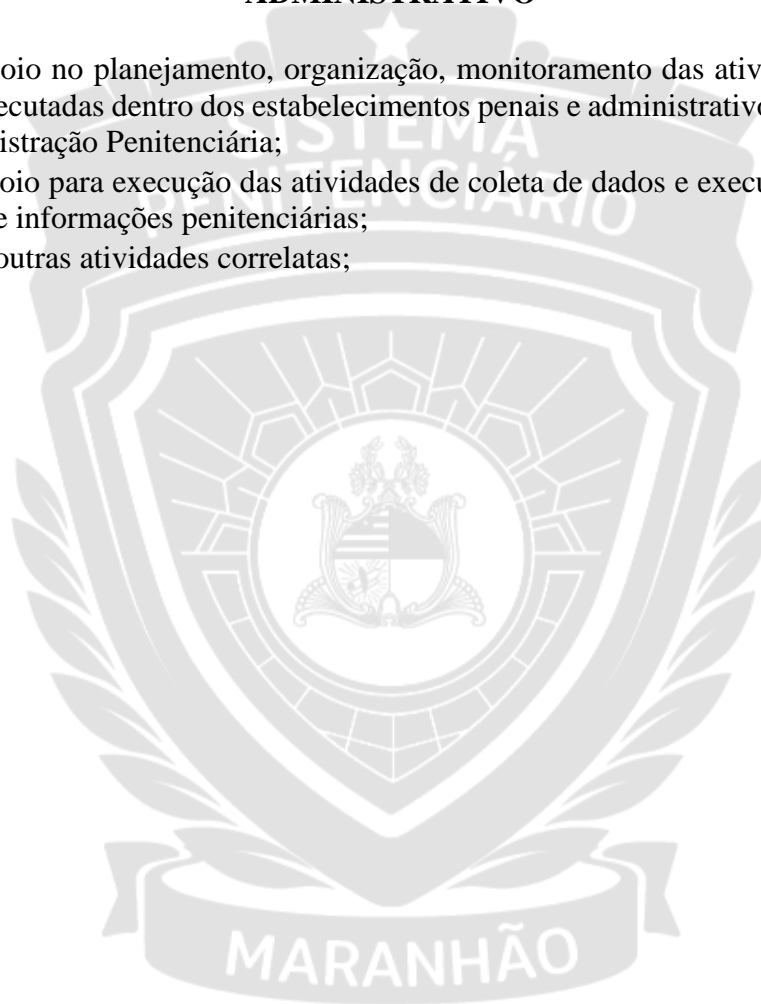 ADMINISTRATIVO
oio no planejamento, organização, monitoramento das ativ
ecutadas dentro dos estabelecimentos penais e administrativo
istração Penitenciária;
oio para execução das atividades de coleta de dados e execu
e informações penitenciárias;
outras atividades correlatas;
SISTEMA
PENITENCIÁRIO
MARANHÃO